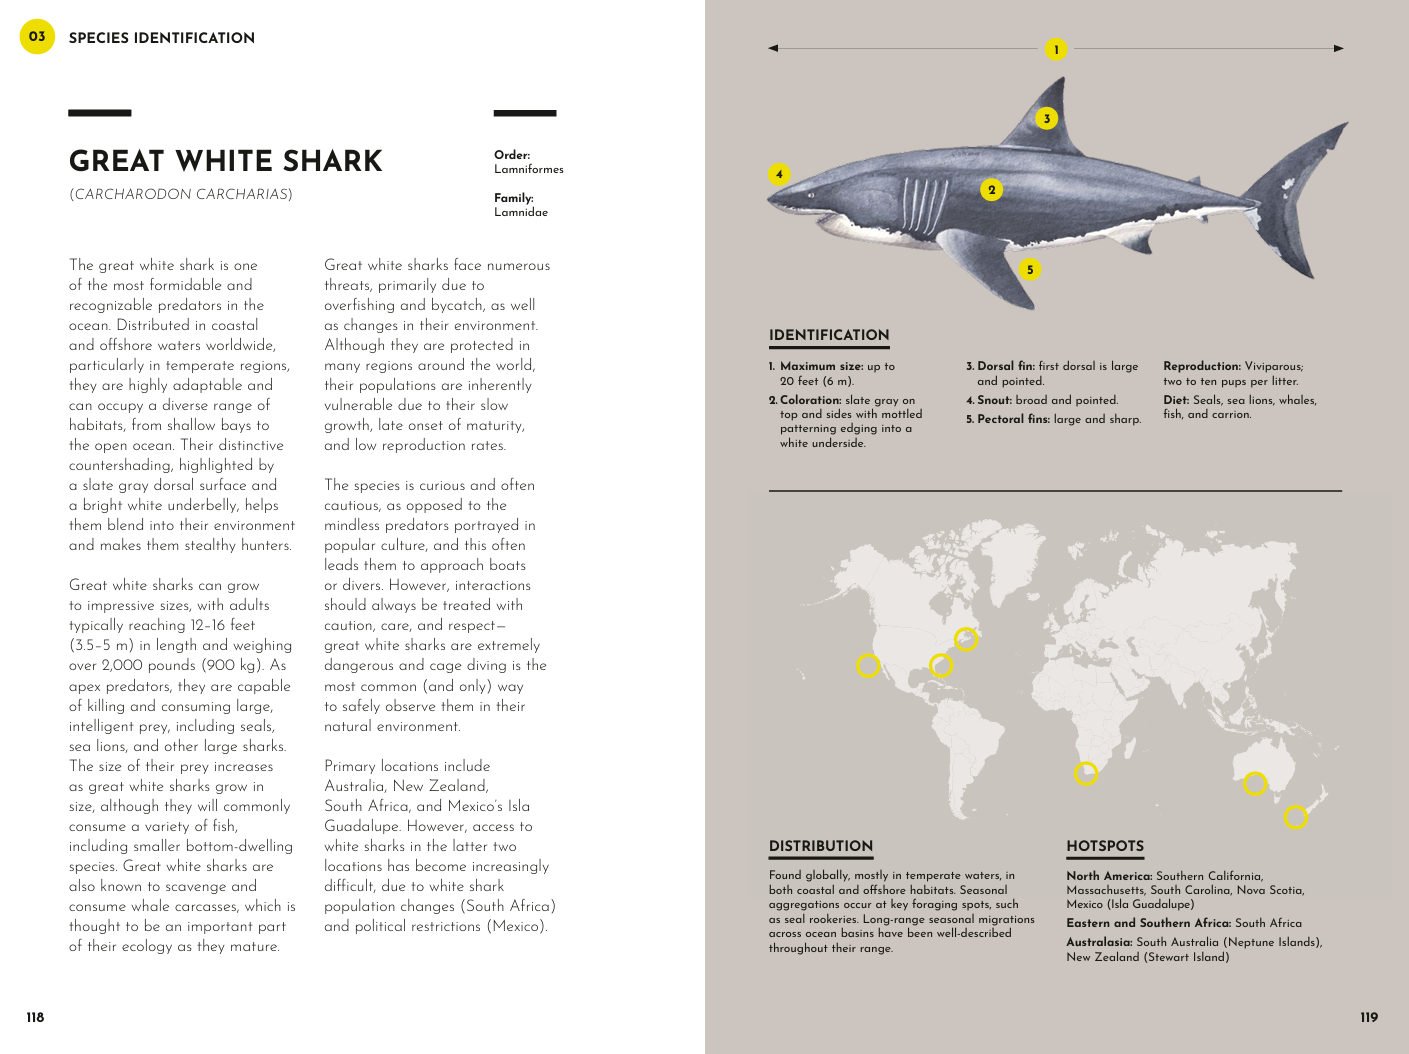 03
SPECIES IDENTIFICATION
GREAT WHITE SHARK
(CARCHARODON CARCHARIAS)
Order:
Lamniformes
Family:
Lamnidae
The great white shark is one
of the most formidable and
recognizable predators in the
ocean. Distributed in coastal
and offshore waters worldwide,
particularly in temperate regions,
they are highly adaptable and
can occupy a diverse range of
habitats, from shallow bays to
the open ocean. Their distinctive
countershading, highlighted by
a slate gray dorsal surface and
a bright white underbelly, helps
them blend into their environment
and makes them stealthy hunters.
Great white sharks can grow
to impressive sizes, with adults
typically reaching 12–16 feet
(3.5–5 m) in length and weighing
over 2,000 pounds (900 kg). As
apex predators, they are capable
of killing and consuming large,
intelligent prey, including seals,
sea lions, and other large sharks.
The size of their prey increases
as great white sharks grow in
size, although they will commonly
consume a variety of fish,
including smaller bottom-dwelling
species. Great white sharks are
also known to scavenge and
consume whale carcasses, which is
thought to be an important part
of their ecology as they mature.
Great white sharks face numerous
threats, primarily due to
overfishing and bycatch, as well
as changes in their environment.
Although they are protected in
many regions around the world,
their populations are inherently
vulnerable due to their slow
growth, late onset of maturity,
and low reproduction rates.
The species is curious and often
cautious, as opposed to the
mindless predators portrayed in
popular culture, and this often
leads them to approach boats
or divers. However, interactions
should always be treated with
caution, care, and respect—
great white sharks are extremely
dangerous and cage diving is the
most common (and only) way
to safely observe them in their
natural environment.
Primary locations include
Australia, New Zealand,
South Africa, and Mexico's Isla
Guadalupe. However, access to
white sharks in the latter two
locations has become increasingly
difficult, due to white shark
population changes (South Africa)
and political restrictions (Mexico).
118
1
3
4
2
5
IDENTIFICATION
1. Maximum size: up to
20 feet (6 m).
2. Coloration: slate gray on
top and sides with mottled
patterning edging into a
white underside.
3. Dorsal fin: first dorsal is large
and pointed.
4. Snout: broad and pointed.
5. Pectoral fins: large and sharp.
Reproduction: Viviparous;
two to ten pups per litter.
Diet: Seals, sea lions, whales,
fish, and carrion.
DISTRIBUTION
Found globally, mostly in temperate waters, in
both coastal and offshore habitats. Seasonal
aggregations occur at key foraging spots, such
as seal rookeries. Long-range seasonal migrations
across ocean basins have been well-described
throughout their range.
HOTSPOTS
North America: Southern California,
Massachusetts, South Carolina, Nova Scotia,
Mexico (Isla Guadalupe)
Eastern and Southern Africa: South Africa
Australasia: South Australia (Neptune Islands),
New Zealand (Stewart Island)
119